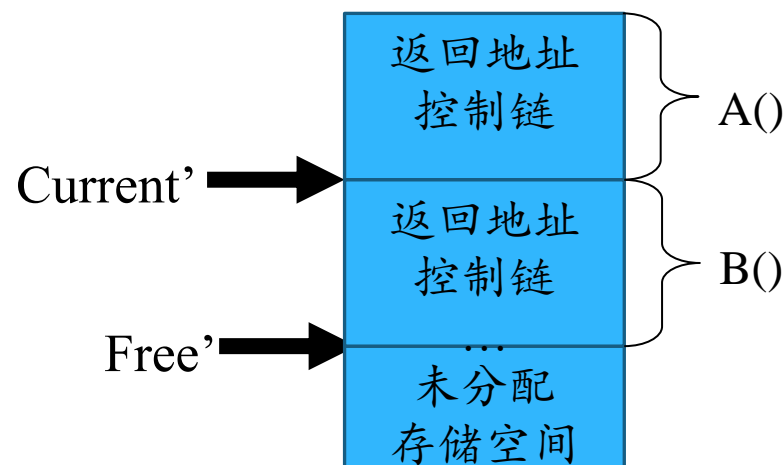 返回地址
控制链
A()
Current’
返回地址
控制链
B()
Free’
...
未分配
存储空间